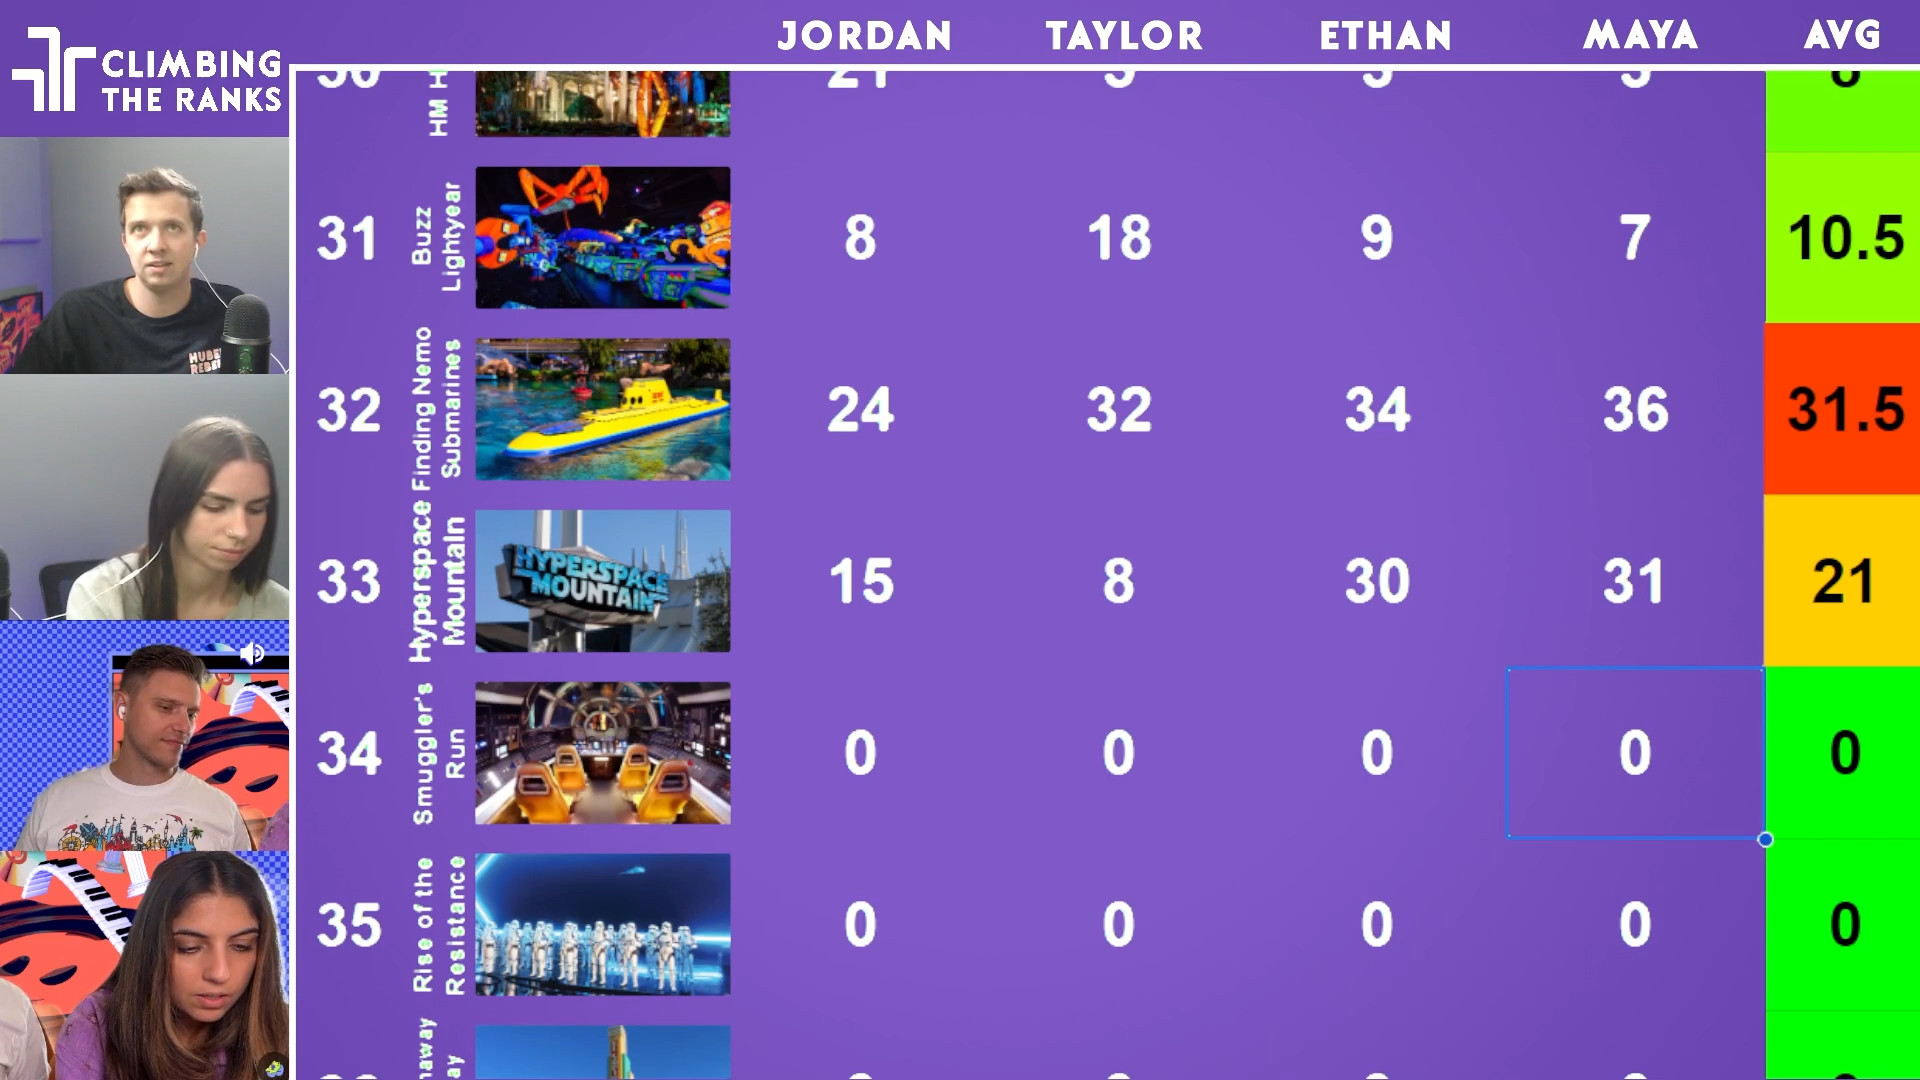 CLIMBING
THE RANKS
JORDAN TAYLOR ETHAN MAYA AVG
HM
31 Buzz Lightyear 8 18 9 7 10.5
32 Finding Nemo Submarines 24 32 34 36 31.5
33 Hyperspace Mountain 15 8 30 31 21
HYPERSPACE
MOUNTAIN
34 Smuggler's Run 0 0 0 0 0
35 Rise of the Resistance 0 0 0 0 0